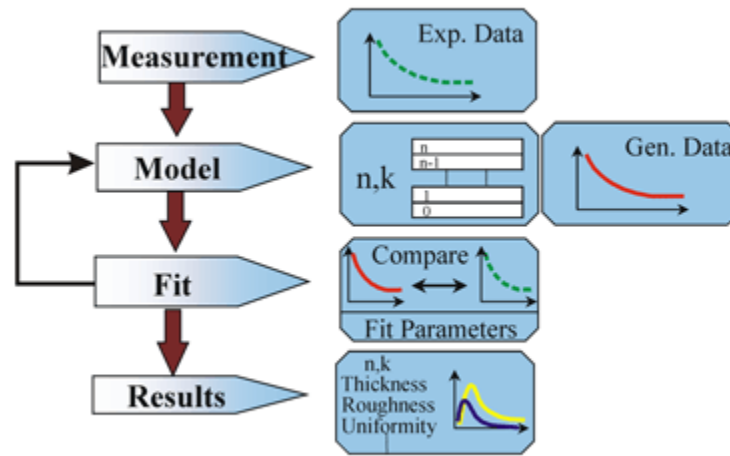 Measurement
Exp. Data
Model
n,k
n
n-1
1
0
Gen. Data
Fit
Compare
Fit Parameters
Results
n,k
Thickness
Roughness
Uniformity